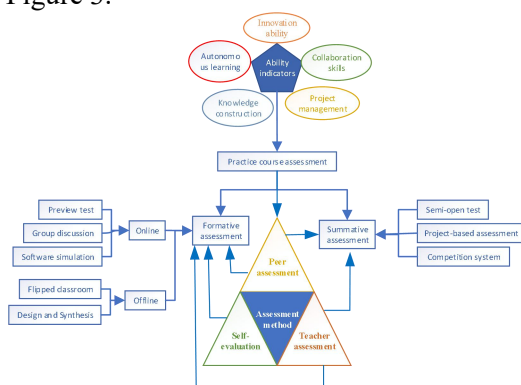 Figure 3.
Innovation
ability
Autonomo
us learning
Ability
indicators
Collaboration
skills
Knowledge
construction
Project
management
Practice course assessment
Preview test
Group discussion
Software simulation
Online
Flipped classroom
Design and Synthesis
Offline
Formative
assessment
Summative
assessment
Semi-open test
Project-based assessment
Competition system
Peer
assessment
Assessment
method
Self-
evaluation
Teacher
assessment